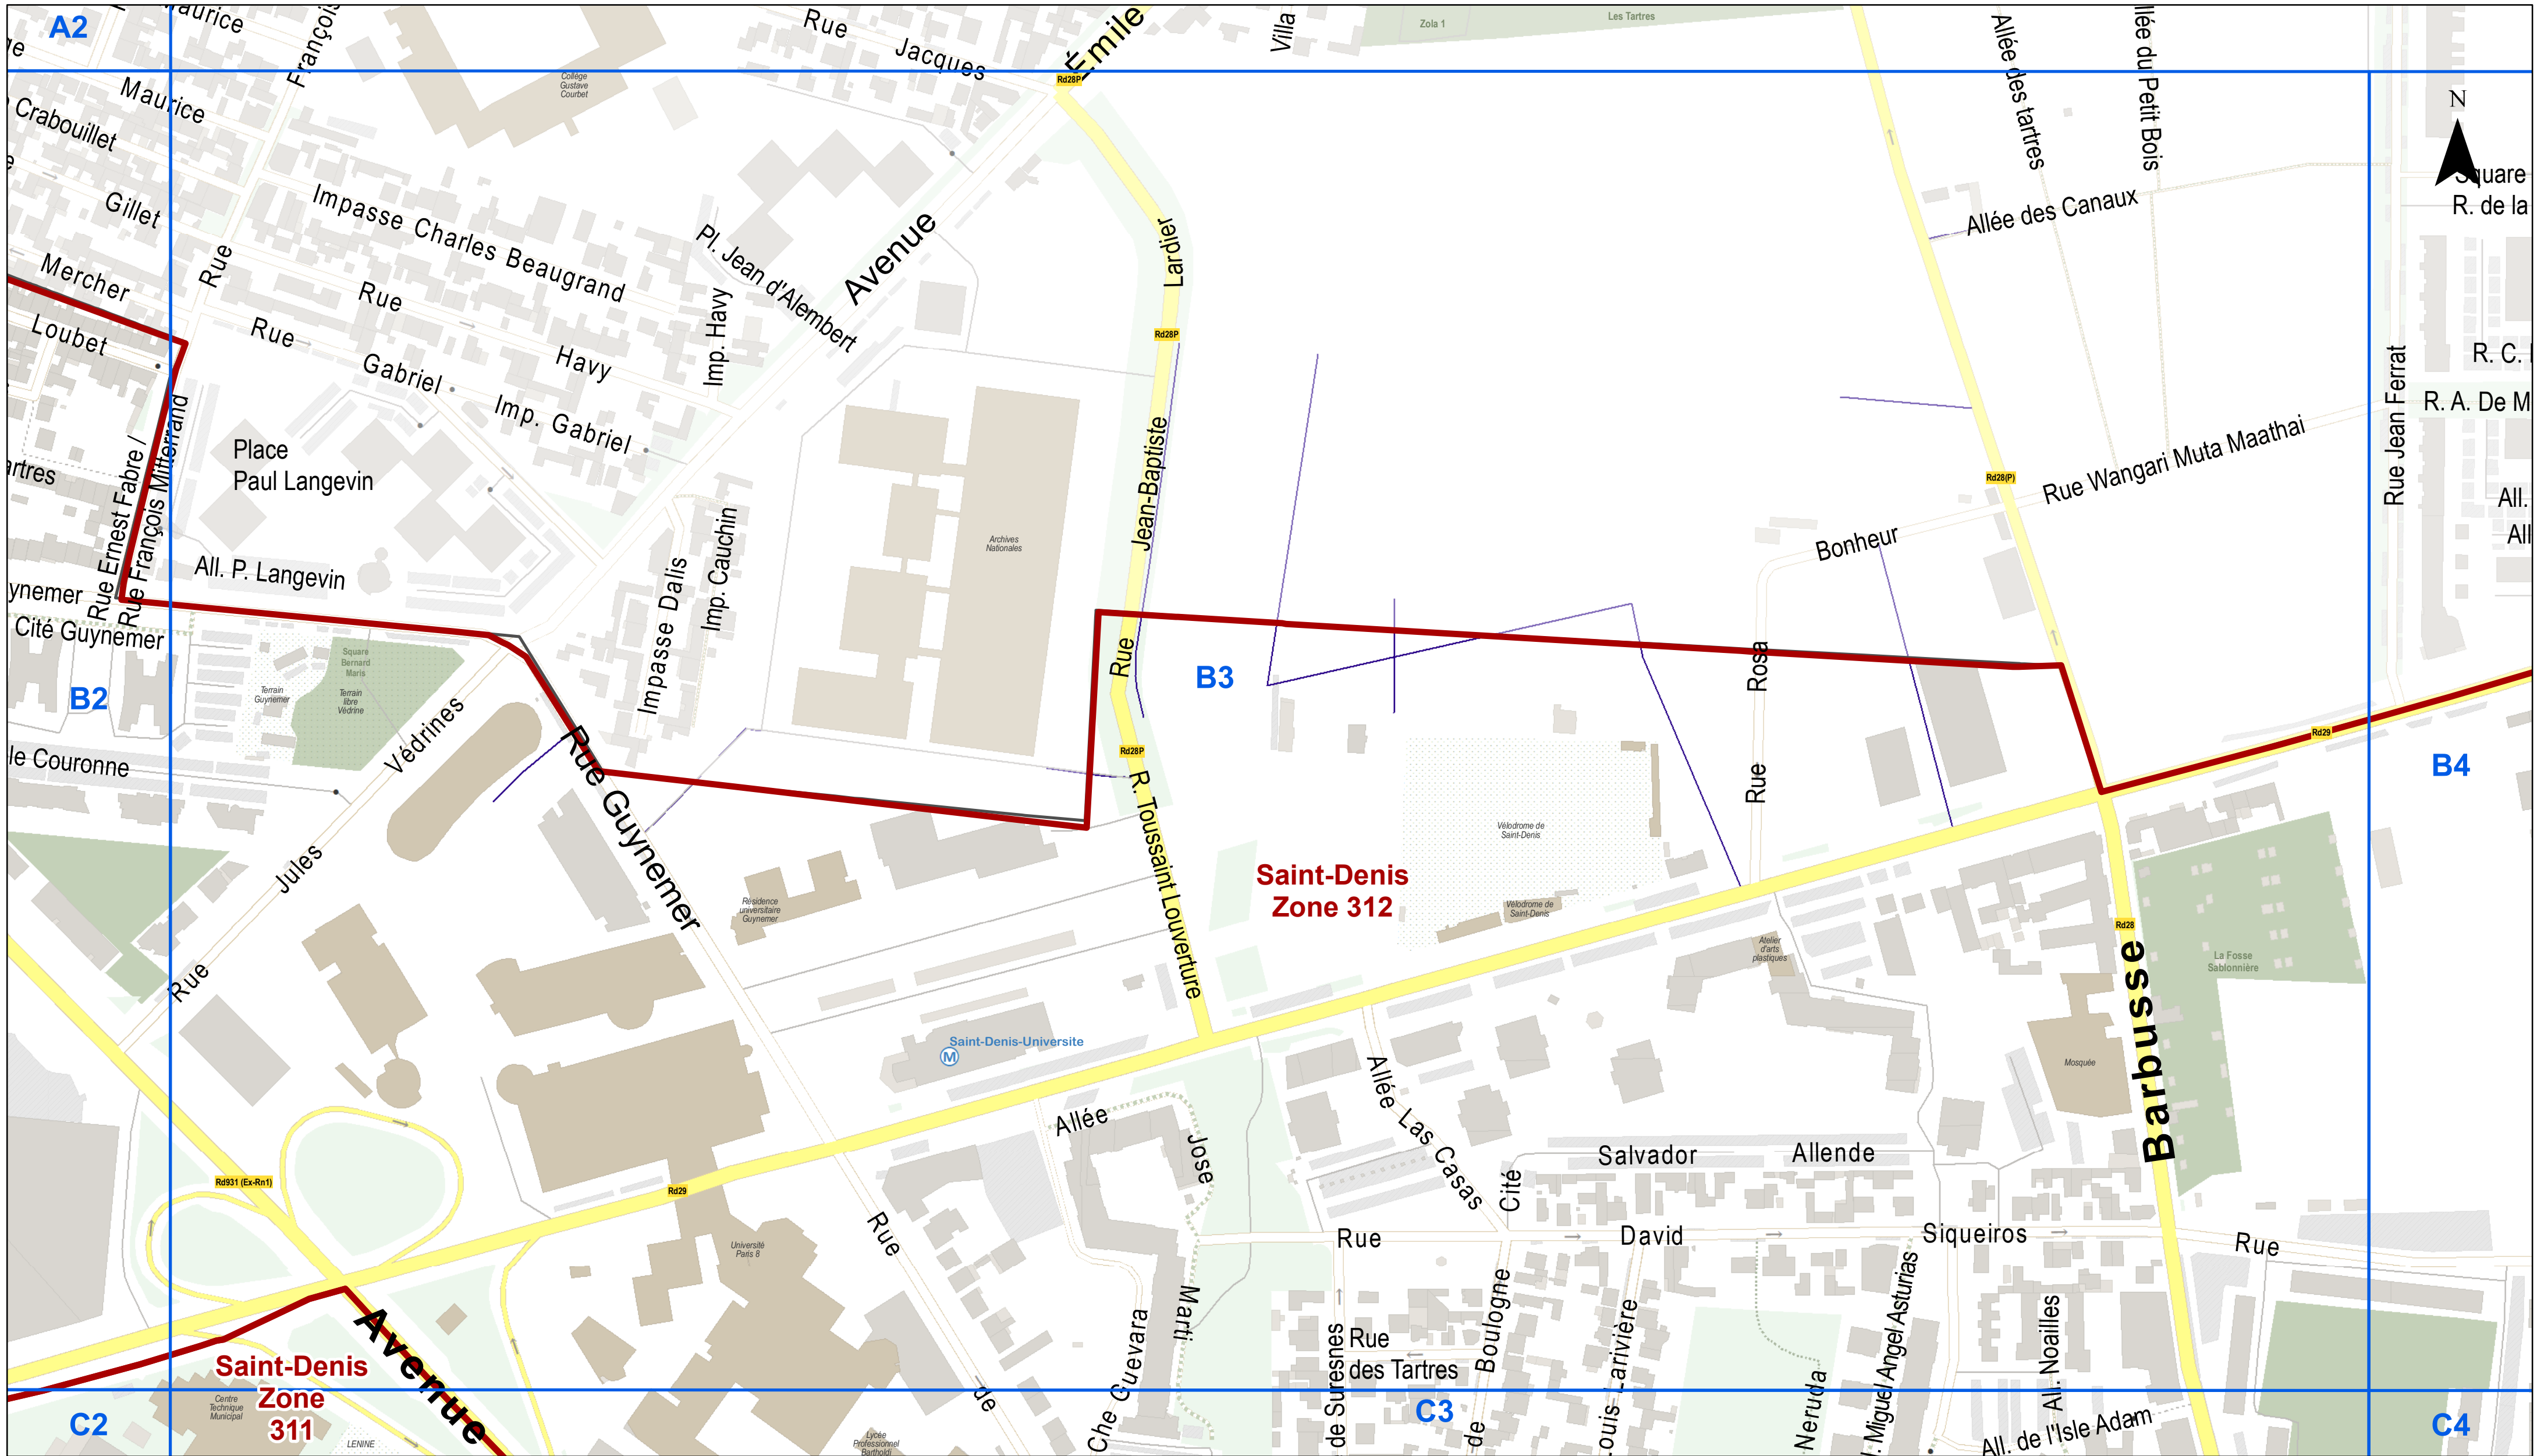 A2
Maurice
François
Rue
Jacques
Émile
Villa
Zola 1
Les Tartres
Allée des tartres
llée du Petit Bois
Rd28P
Collège
Gustave
Courbet
Maurice
Crabouillet
Gillet
Mercher
Loubet
Rue
Impasse Charles Beaugrand
Rue
Havy
Rue
Gabriel
Imp. Gabriel
Imp. Havy
Pl. Jean d'Alembert
Avenue
Lardier
Rd28P
Jean-Baptiste
Rue
Allée des Canaux
N
Square
R. de la
R. C.
R. A. De M
Rue Jean Ferrat
All.
All
Rd28(P)
Rue Wangari Muta Maathai
Bonheur
Rosa
Rue
Place
Paul Langevin
artres
Rue Ernest Fabre /
Rue François Mitterrand
All. P. Langevin
ynemer
Cité Guynemer
Impasse Dalis
Imp. Cauchin
Archives
Nationales
Square
Bernard
Maris
Terrain
Guynemer
Terrain
libre
Védrine
B2
B3
B4
Rd29
Rd28P
R. Toussaint Louverture
le Couronne
Védrines
Jules
Rue
Rue Guynemer
Vélodrome de
Saint-Denis
Saint-Denis
Zone 312
Vélodrome de
Saint-Denis
Résidence
universitaire
Guynemer
Atelier
d'arts
plastiques
Rd28
Barbusse
La Fosse
Sablonnière
Mosquée
M
Saint-Denis-Universite
Allée
Jose
Marti
Allée Las Casas
Cité
Salvador
Allende
Rd931 (Ex-Rn1)
Rd29
Université
Paris 8
Rue
de
Rue
David
Siqueiros
Rue
Che Guevara
de Suresnes
Rue
des Tartres
Boulogne
de
ouis Larivière
Neruda
. Miguel Angel Asturias
All. Noailles
All. de l'Isle Adam
Avenue
Saint-Denis
Zone
311
Centre
Technique
Municipal
LENINE
Lycée
Professionnel
Bartholdi
C2
C3
C4